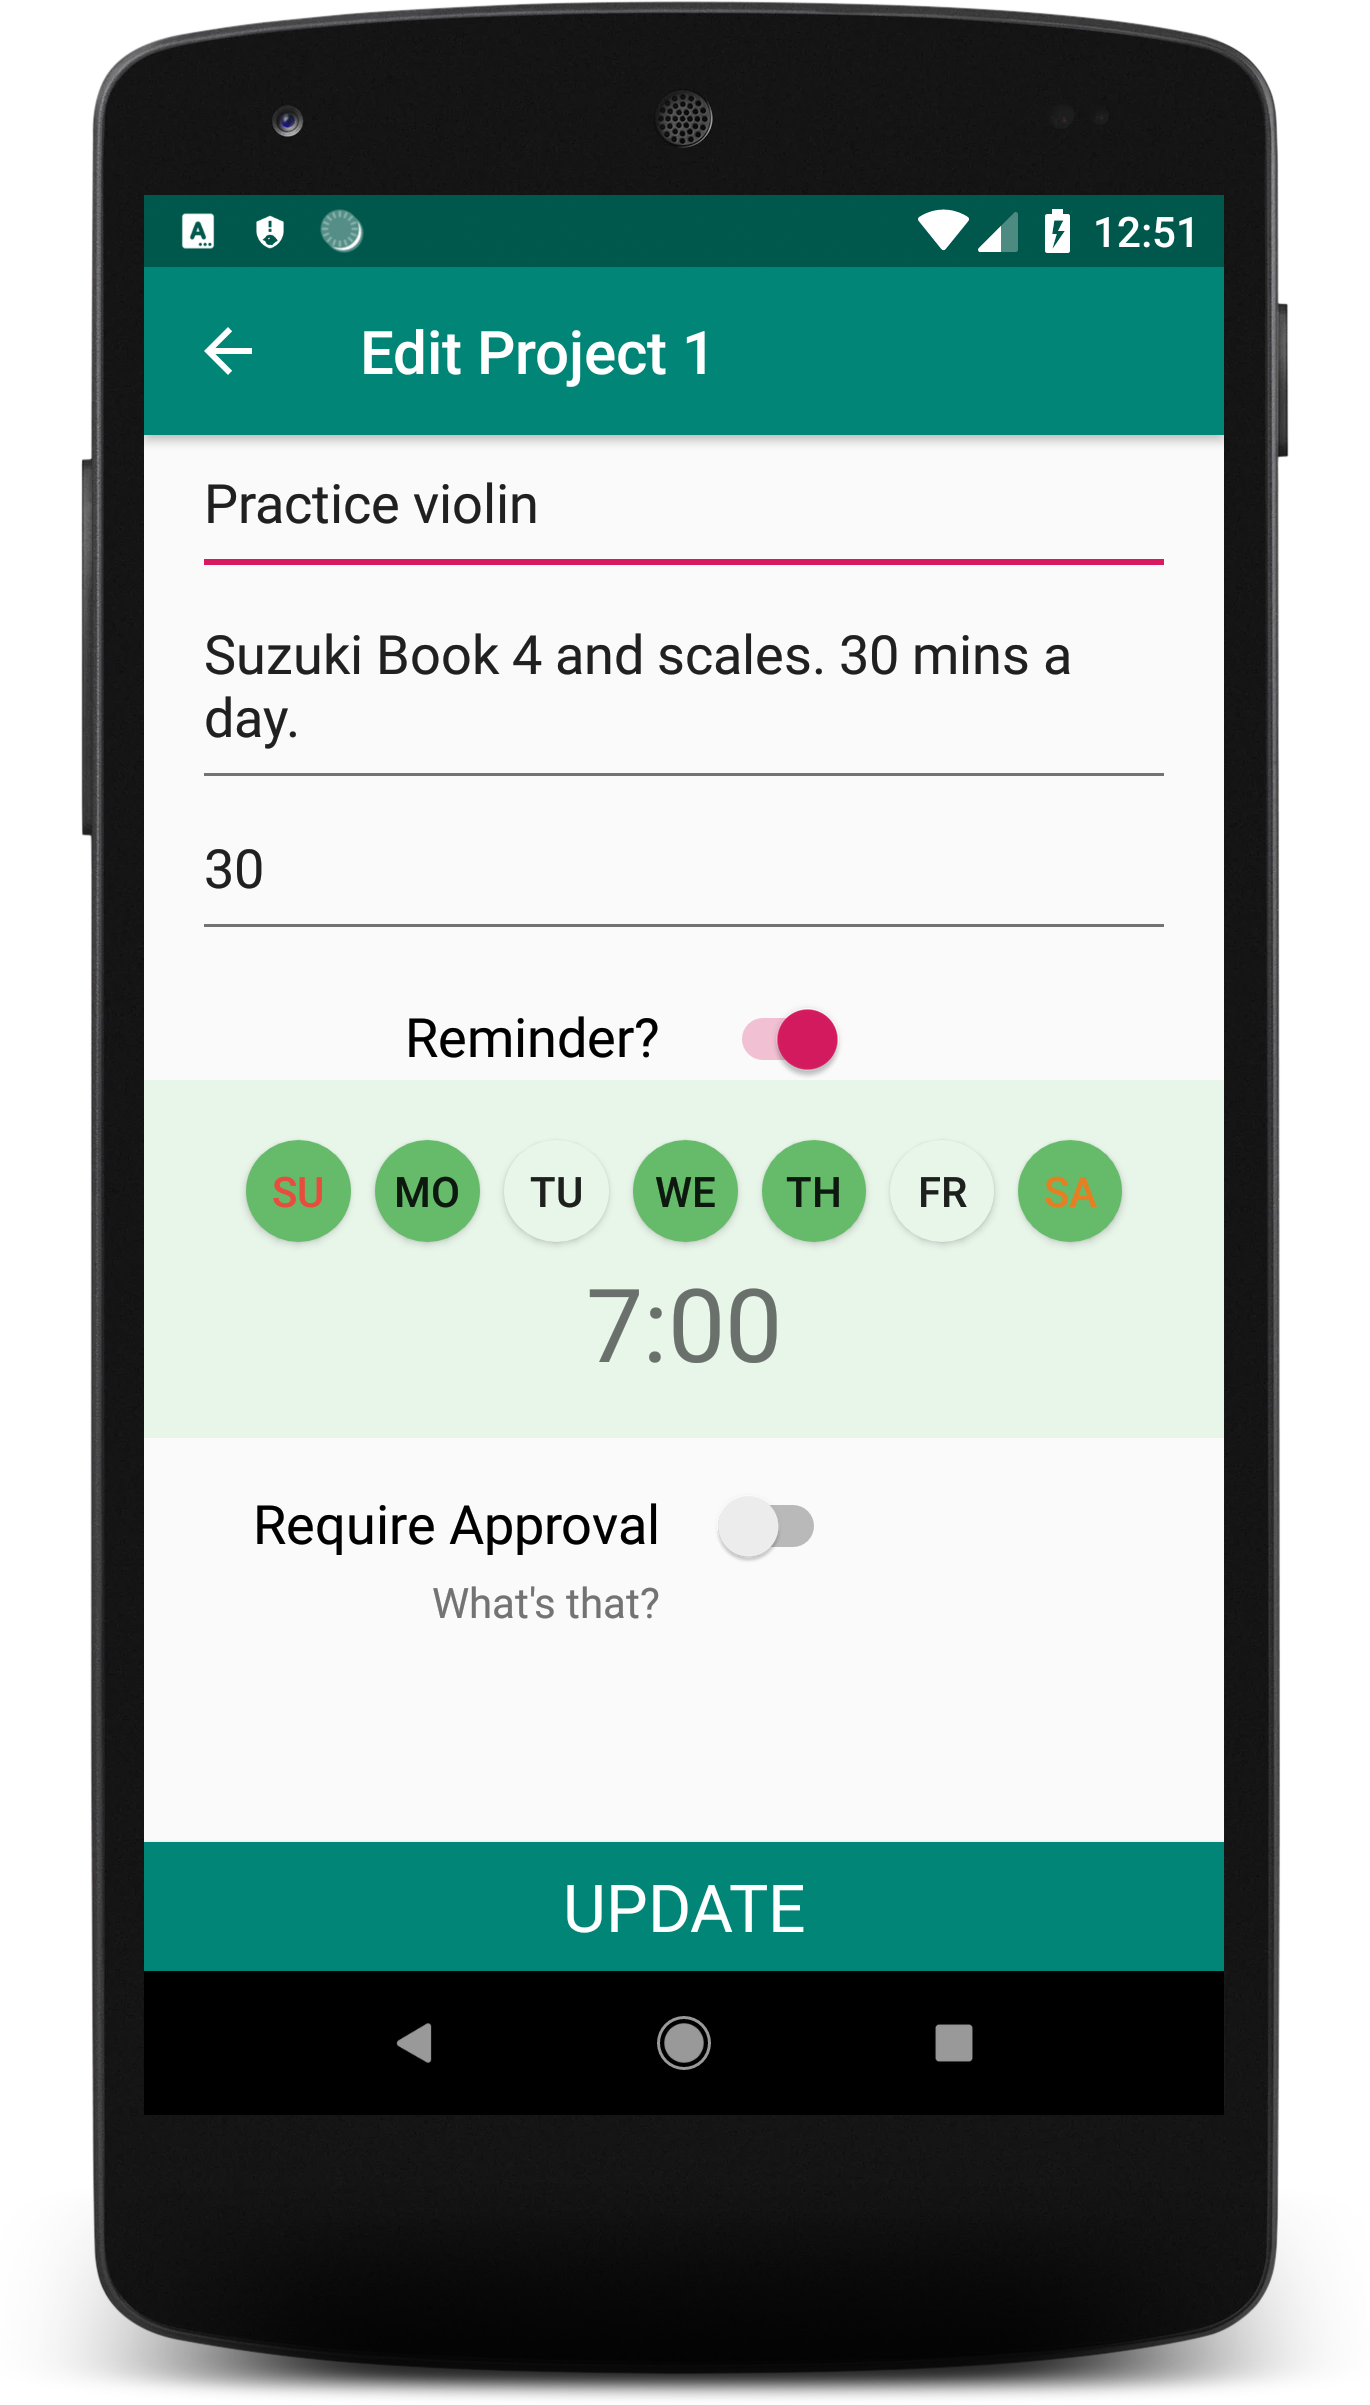 12:51
Edit Project 1
Practice violin
Suzuki Book 4 and scales. 30 mins a
day.
30
Reminder?
SU MO TU WE TH FR SA
7:00
Require Approval
What's that?
UPDATE